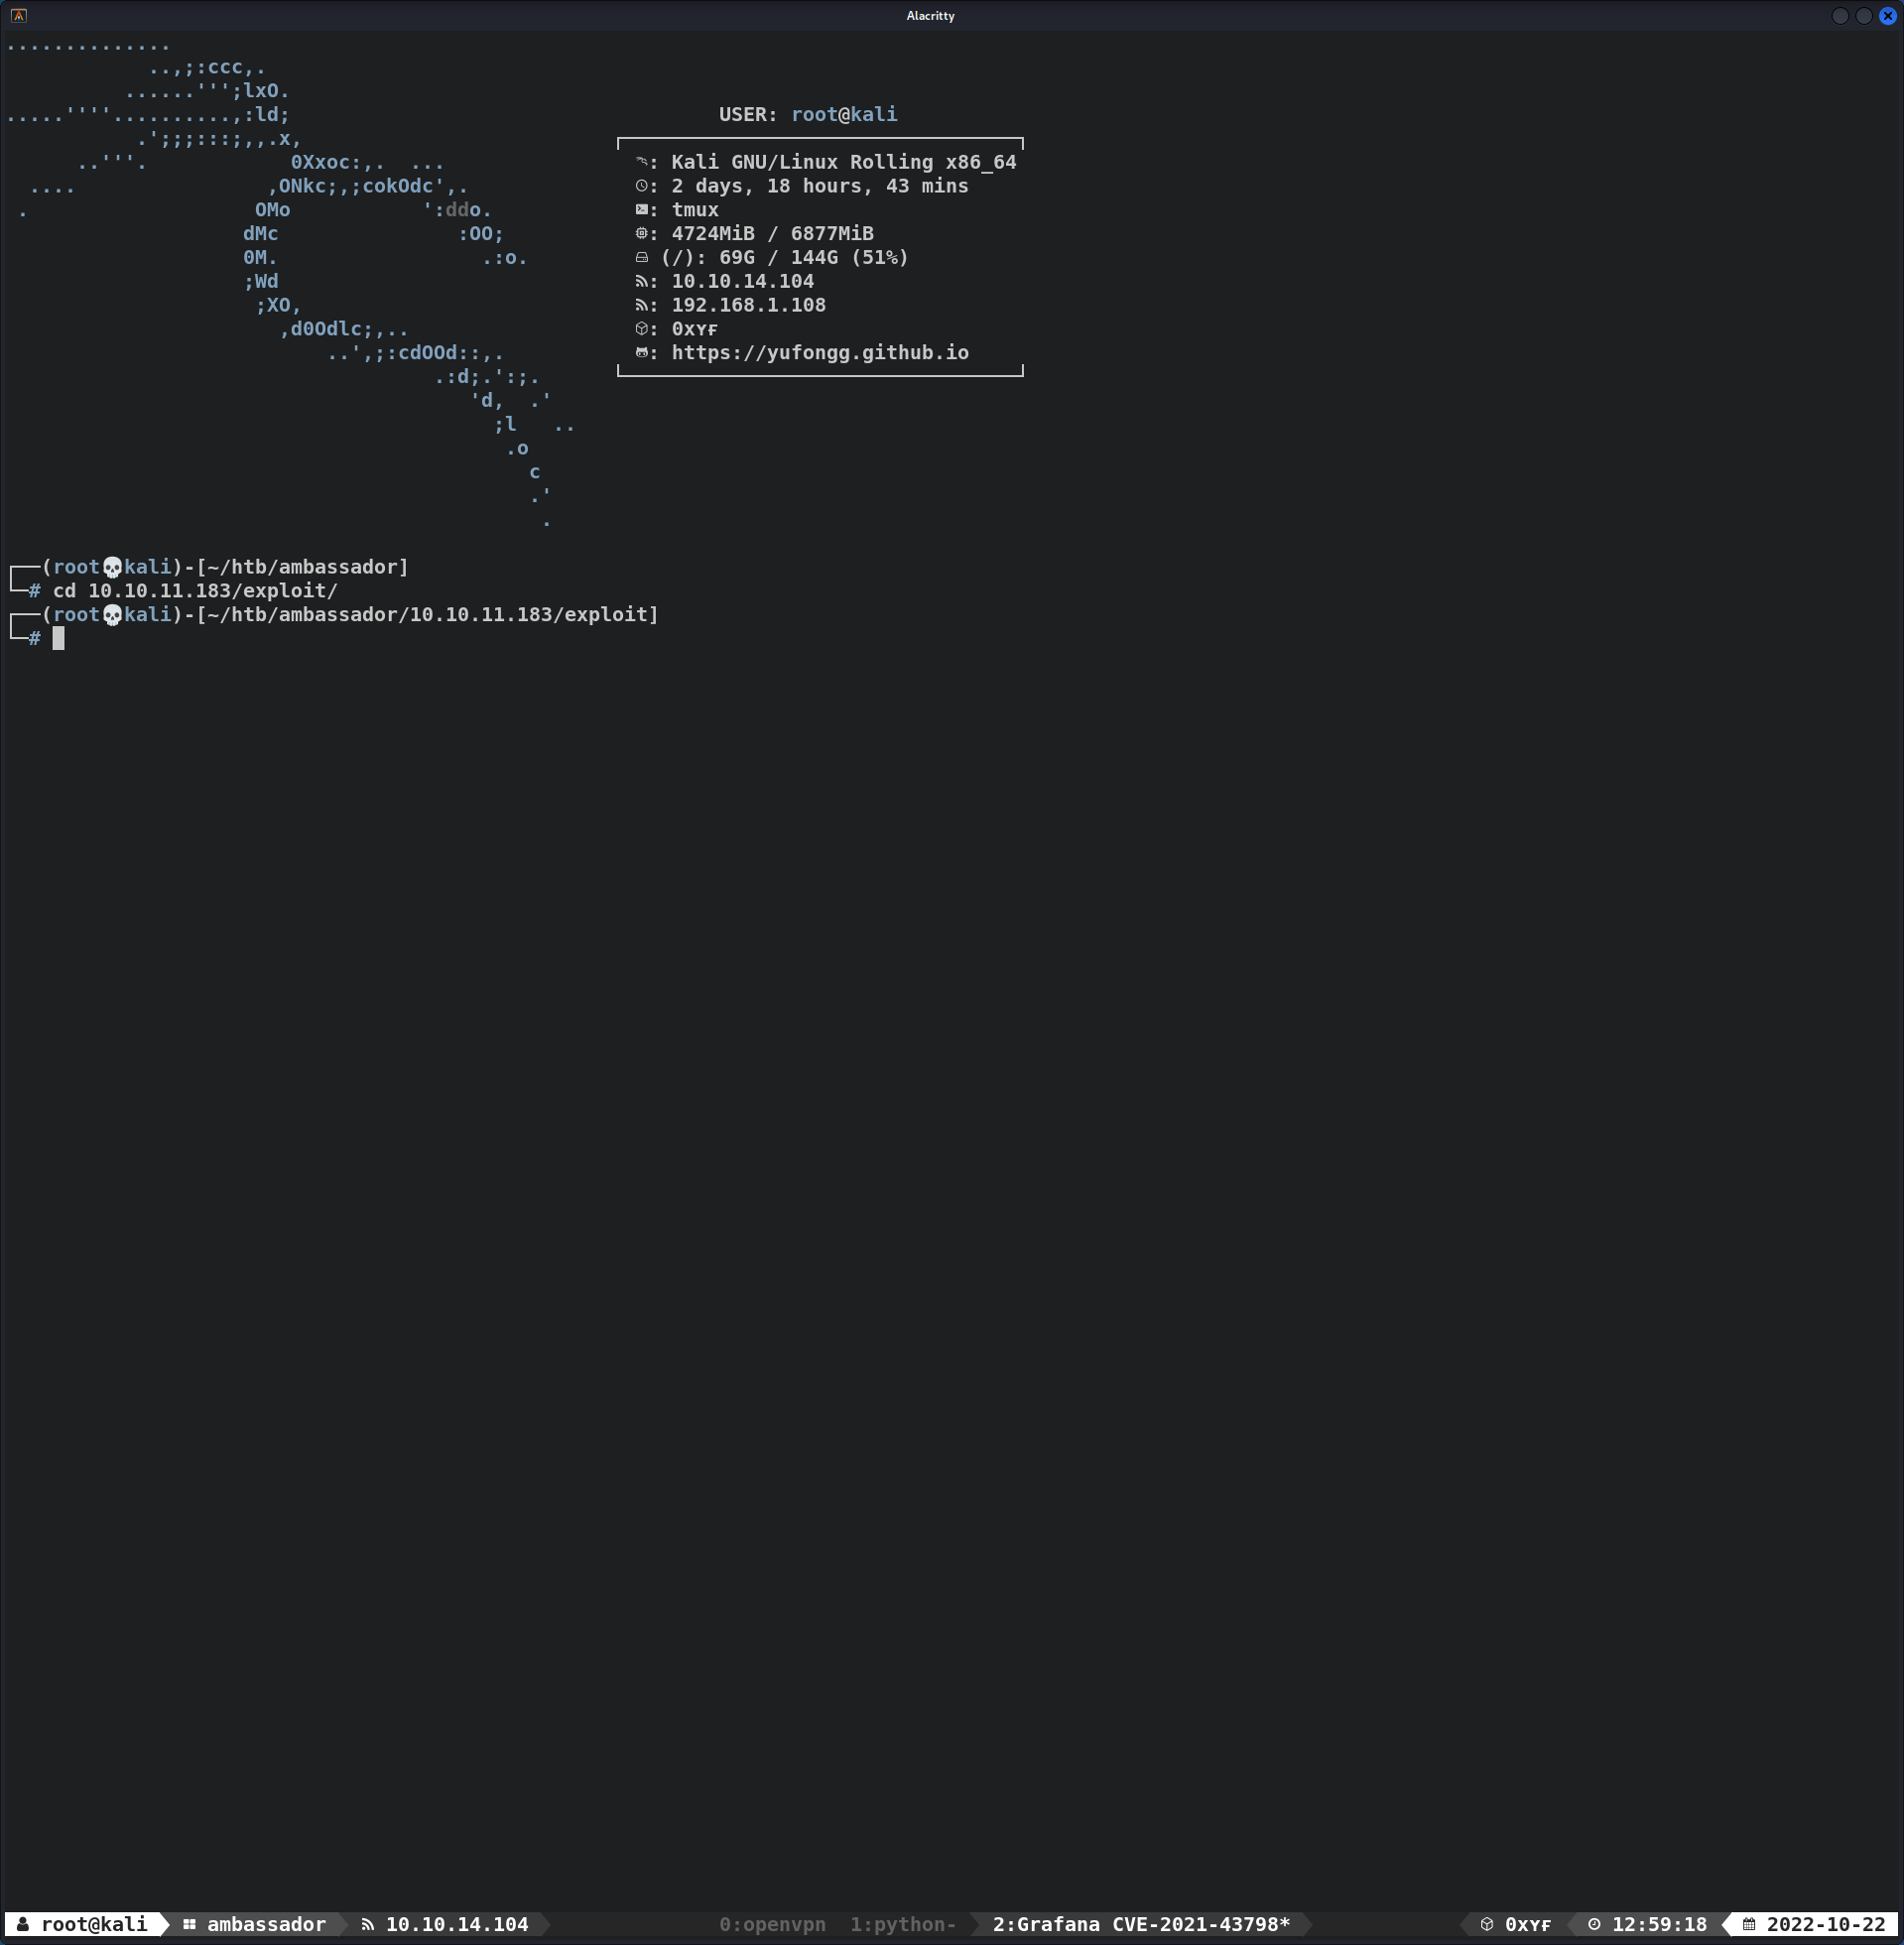 Alacritty
..............
            ..,;:ccc,.
          ......''';lxO.
.....''''..........,:ld;
           .';;;:::;,,.x,
      ..'''.            0Xxoc:,.  ...
  ....                ,ONkc;,;cokOdc',.
 .                   OMo           ':ddo.
                    dMc               :OO;
                    0M.                 .:o.
                    ;Wd
                     ;XO,
                       ,d0Odlc;,..
                           ..',;:cdOOd::,.
                                    .:d;.':;.
                                       'd,  .'
                                         ;l   ..
                                          .o
                                            c
                                            .'
                                             .
USER: root@kali
: Kali GNU/Linux Rolling x86_64
: 2 days, 18 hours, 43 mins
: tmux
: 4724MiB / 6877MiB
(/): 69G / 144G (51%)
: 10.10.14.104
: 192.168.1.108
: 0xʏꜰ
: https://yufongg.github.io
┌──(root💀kali)-[~/htb/ambassador]
└─# cd 10.10.11.183/exploit/
┌──(root💀kali)-[~/htb/ambassador/10.10.11.183/exploit]
└─#
root@kali ambassador 10.10.14.104 0:openvpn 1:python- 2:Grafana CVE-2021-43798* 0xʏꜰ 12:59:18 2022-10-22